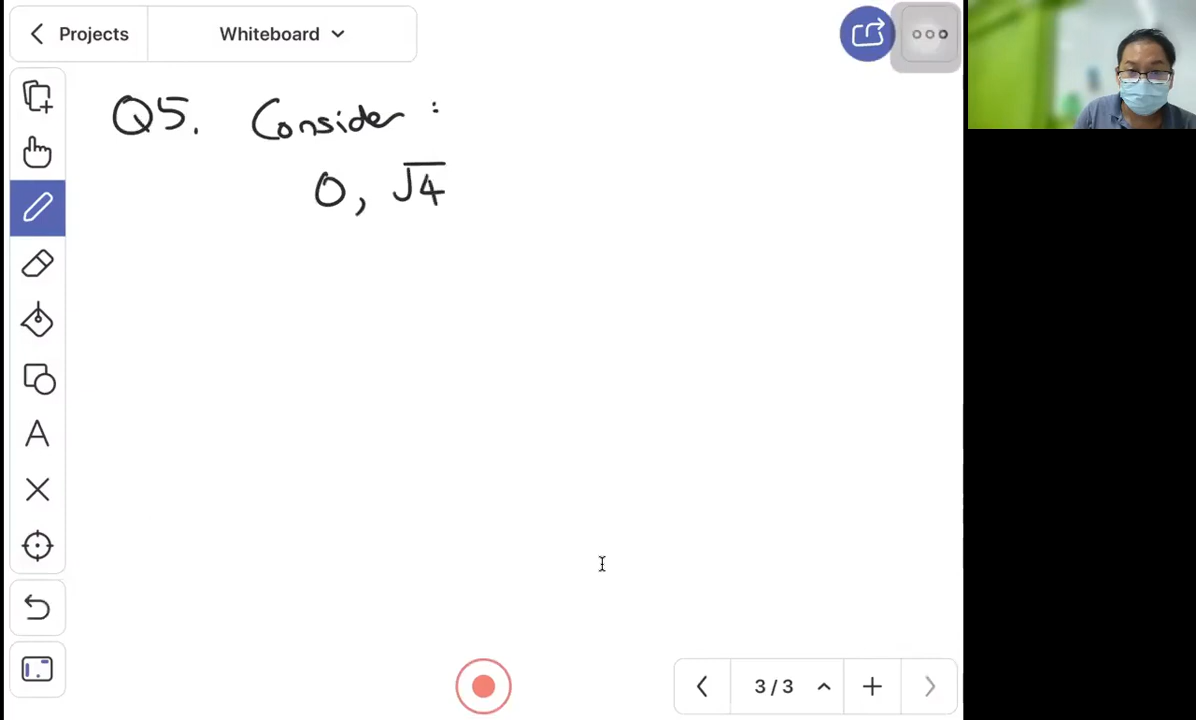 Projects
Whiteboard
Q5. Consider :
0, √4
A
3 / 3